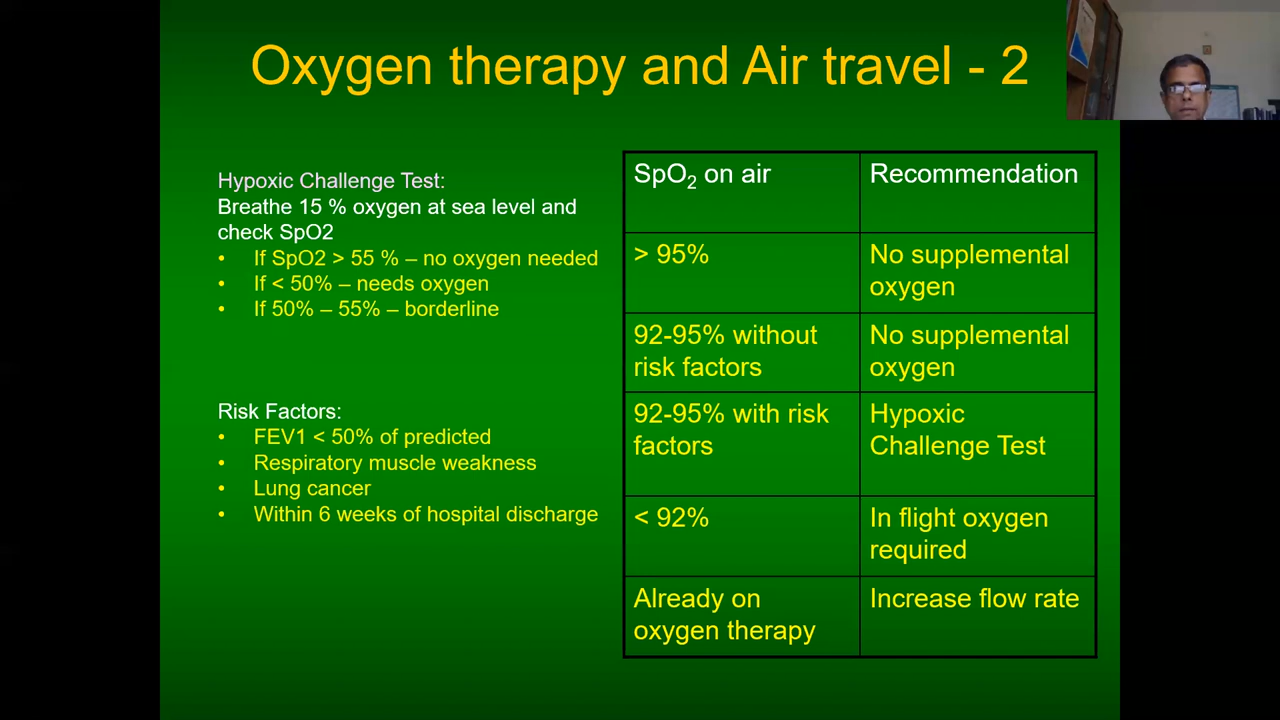 Oxygen therapy and Air travel - 2
Hypoxic Challenge Test:
Breathe 15 % oxygen at sea level and
check SpO2
• If SpO2 > 55 % – no oxygen needed
• If < 50% – needs oxygen
• If 50% – 55% – borderline
Risk Factors:
• FEV1 < 50% of predicted
• Respiratory muscle weakness
• Lung cancer
• Within 6 weeks of hospital discharge
SpO₂ on air
Recommendation
> 95%
No supplemental
oxygen
92-95% without
risk factors
No supplemental
oxygen
92-95% with risk
factors
Hypoxic
Challenge Test
< 92%
In flight oxygen
required
Already on
oxygen therapy
Increase flow rate